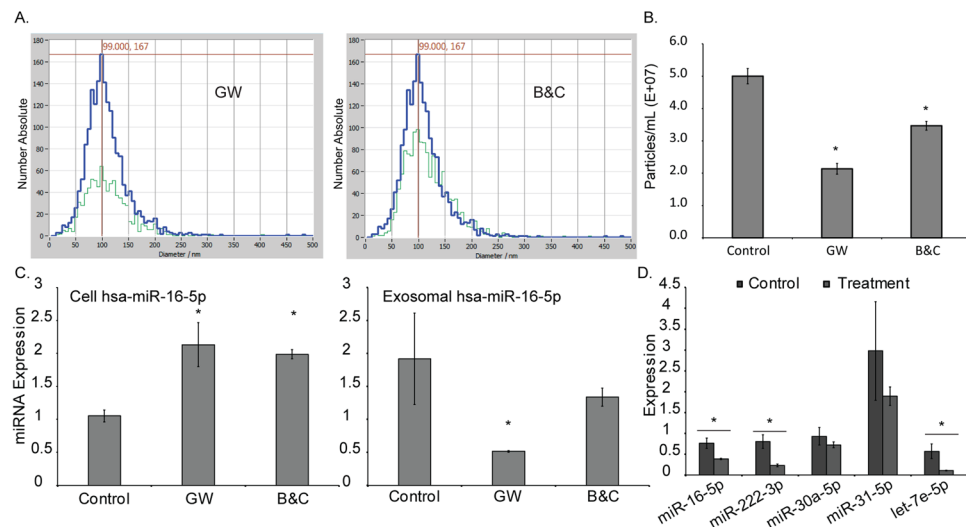 A.
99.000, 167
GW
Number Absolute
180
160
140
120
100
80
60
40
20
0
0 50 100 150 200 250 300 350 400 450 500
Diameter / nm
99.000, 167
B&C
Number Absolute
180
160
140
120
100
80
60
40
20
0
0 50 100 150 200 250 300 350 400 450 500
Diameter / nm
B.
Particles/mL (E+07)
6.0
5.0
4.0
3.0
2.0
1.0
0.0
*
*
Control GW B&C
C.
Cell hsa-miR-16-5p
miRNA Expression
3
2.5
2
1.5
1
0.5
0
*
*
Control GW B&C
Exosomal hsa-miR-16-5p
3
2.5
2
1.5
1
0.5
0
*
Control GW B&C
D.
Control Treatment
Expression
4.5
4
3.5
3
2.5
2
1.5
1
0.5
0
* * *
miR-16-5p
miR-222-3p
miR-30a-5p
miR-31-5p
let-7e-5p